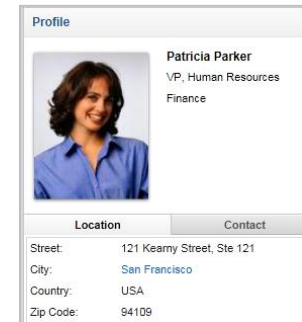 Profile
Patricia Parker
VP, Human Resources
Finance
Location Contact
Street: 121 Kearny Street, Ste 121
City: San Francisco
Country: USA
Zip Code: 94109